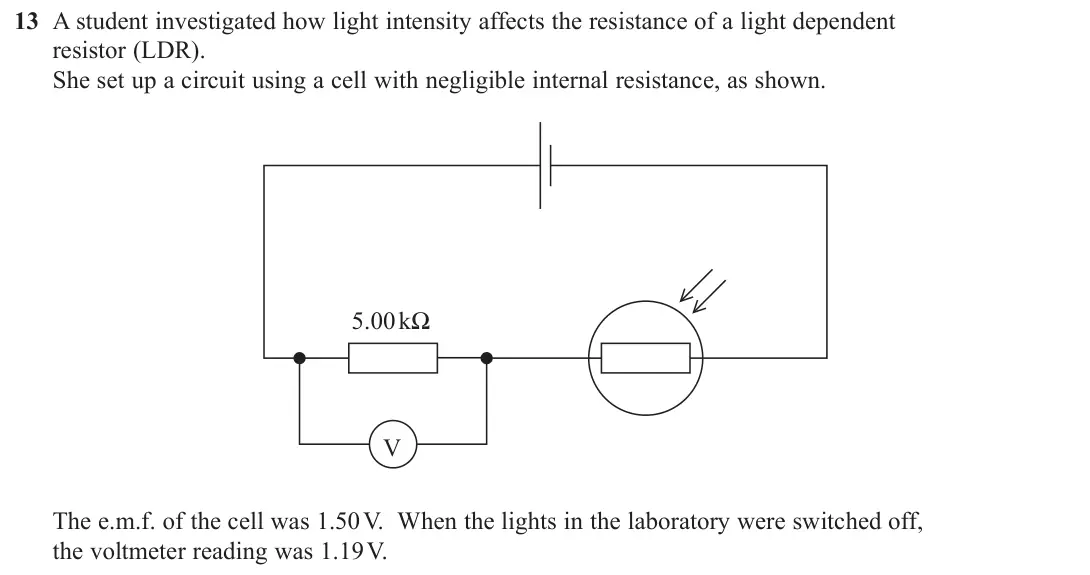 13 A student investigated how light intensity affects the resistance of a light dependent
resistor (LDR).
She set up a circuit using a cell with negligible internal resistance, as shown.
5.00 kΩ
V
The e.m.f. of the cell was 1.50 V. When the lights in the laboratory were switched off,
the voltmeter reading was 1.19 V.